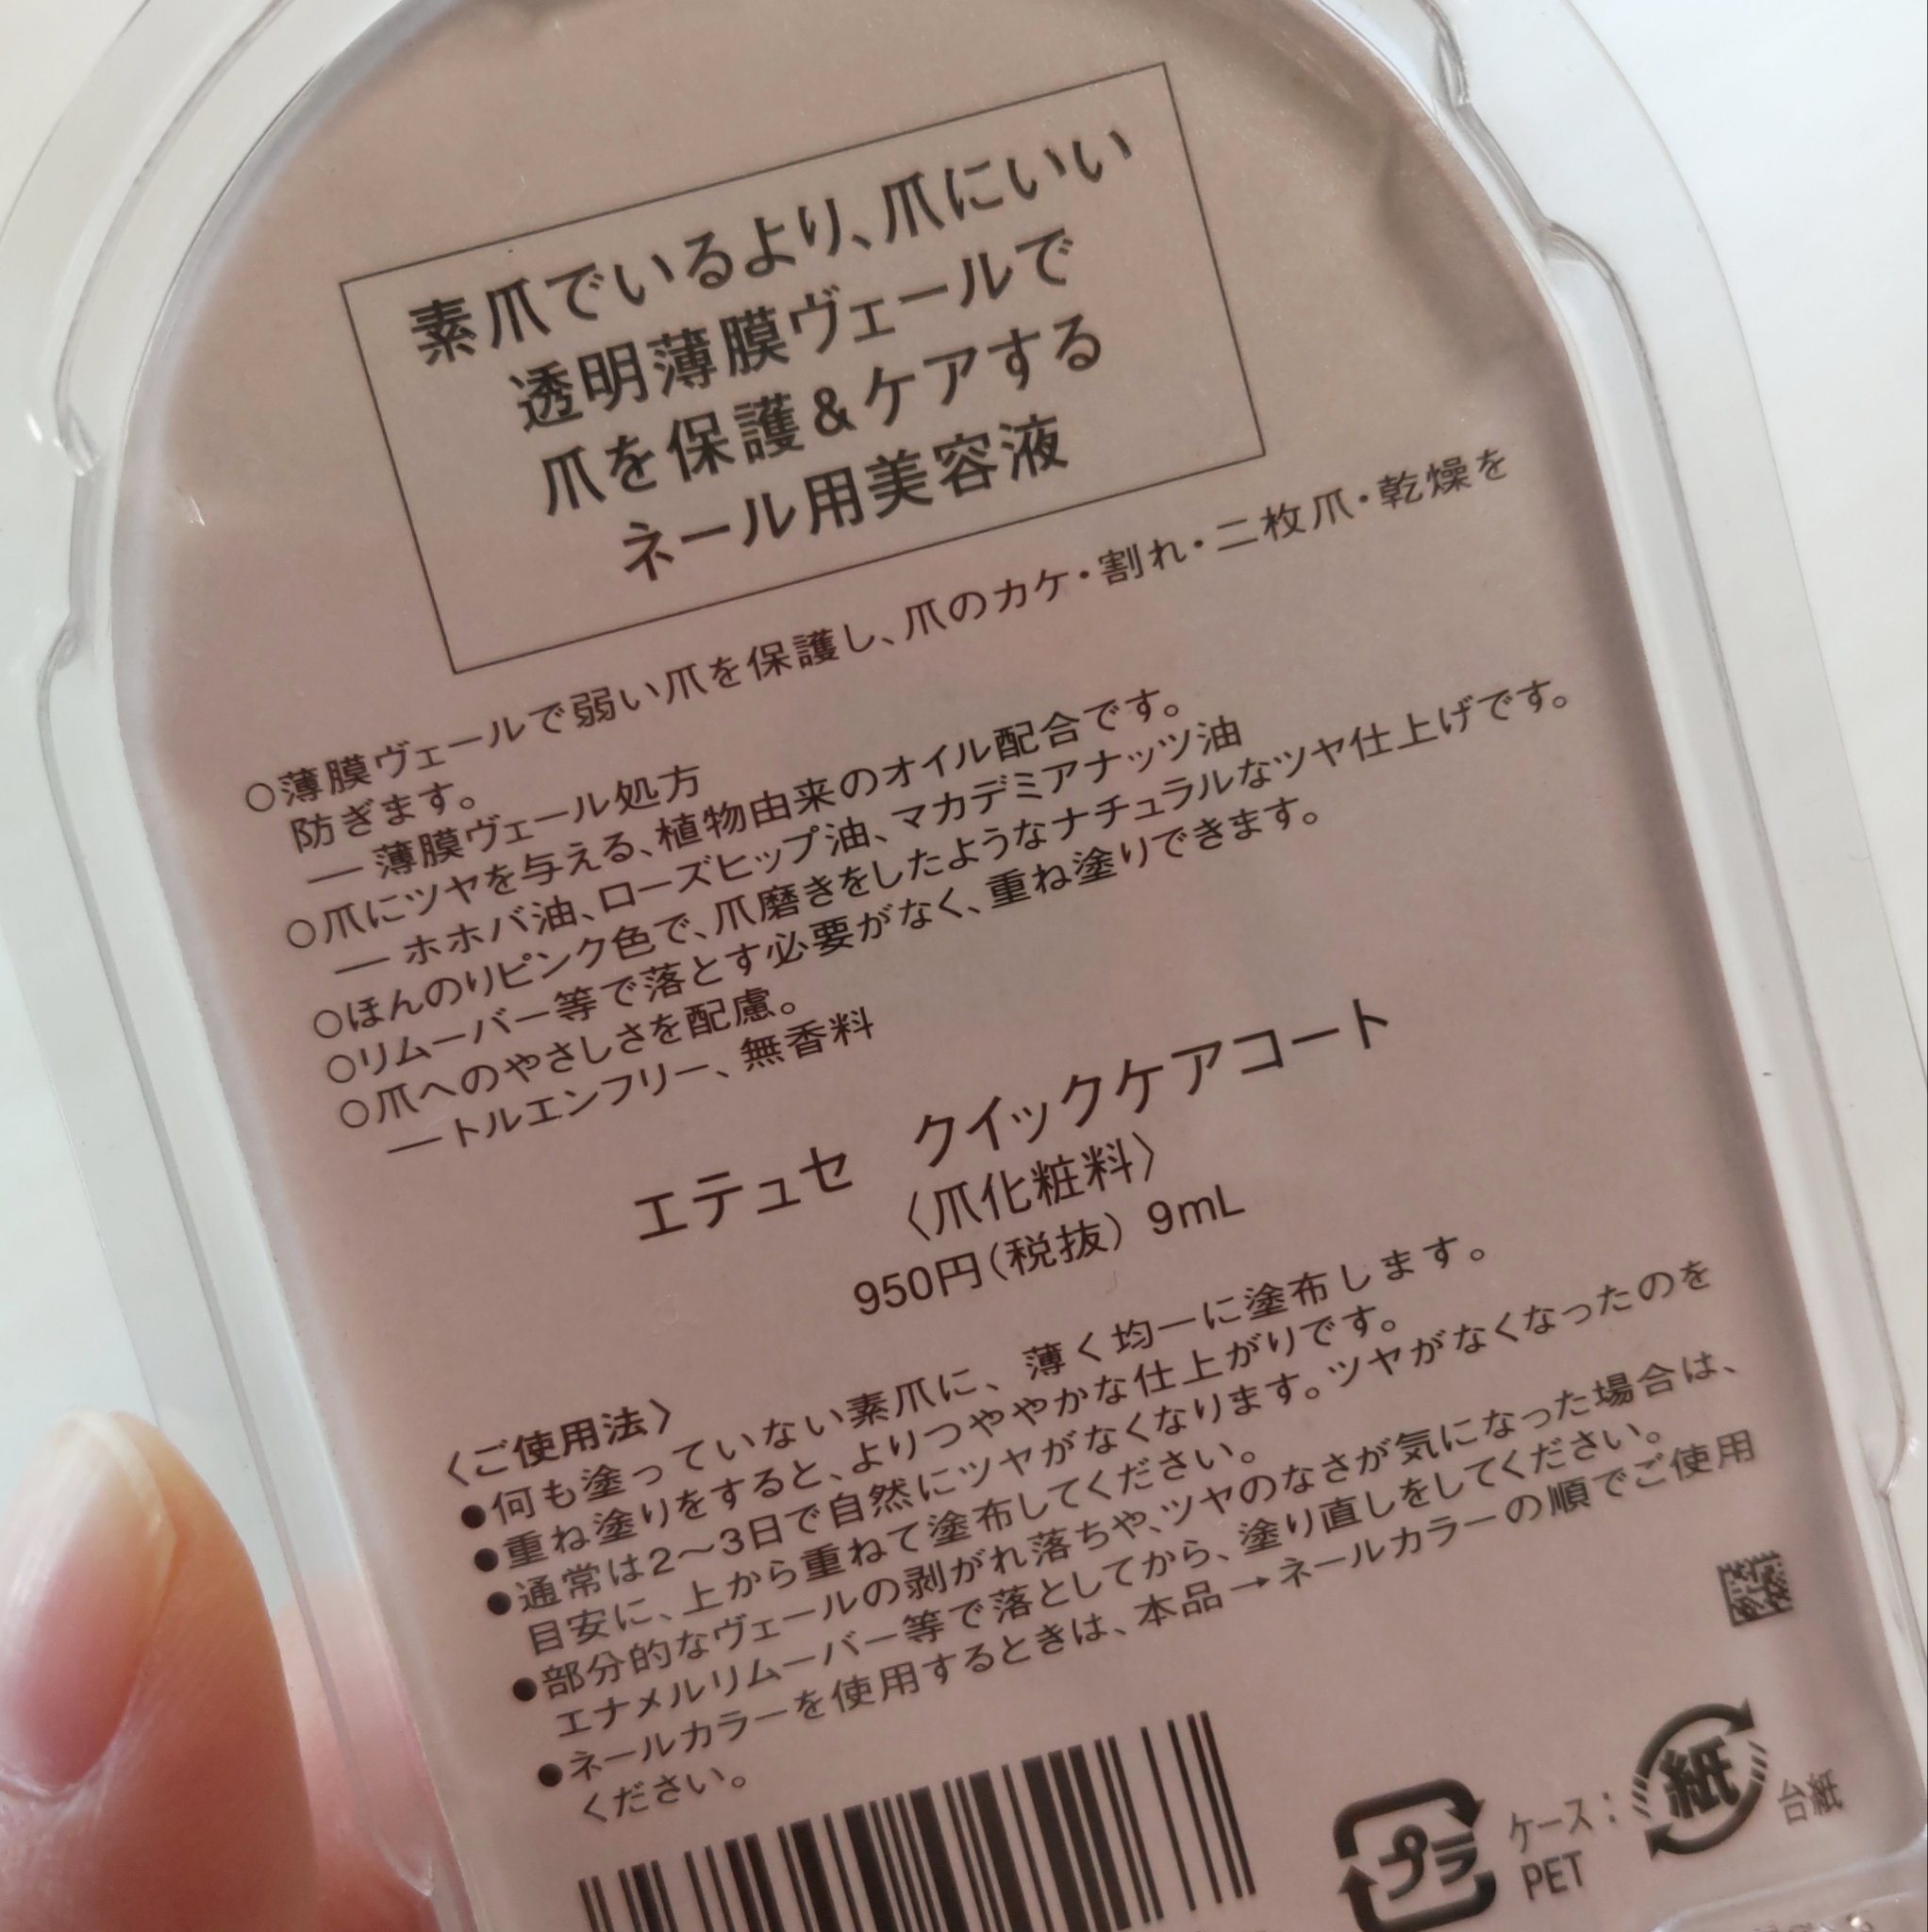 素爪でいるより、爪にいい
透明薄膜ヴェールで
爪を保護&ケアする
ネール用美容液
○薄膜ヴェールで弱い爪を保護し、爪のカケ・割れ・二枚爪・乾燥を
防ぎます。
― 薄膜ヴェール処方
○爪にツヤを与える、植物由来のオイル配合です。
― ホホバ油、ローズヒップ油、マカデミアナッツ油
○ほんのりピンク色で、爪磨きをしたようなナチュラルなツヤ仕上げです。
○リムーバー等で落とす必要がなく、重ね塗りできます。
○爪へのやさしさを配慮。
―トルエンフリー、無香料
エテュセ クイックケアコート
〈爪化粧料〉
950円(税抜) 9mL
〈ご使用法〉
●何も塗っていない素爪に、薄く均一に塗布します。
●重ね塗りをすると、よりつややかな仕上がりです。
●通常は2〜3日で自然にツヤがなくなります。ツヤがなくなったのを
目安に、上から重ねて塗布してください。
●部分的なヴェールの剥がれ落ちや、ツヤのなさが気になった場合は、
エナメルリムーバー等で落としてから、塗り直しをしてください。
●ネールカラーを使用するときは、本品→ネールカラーの順でご使用
ください。
プラ
ケース:
PET
紙
台紙